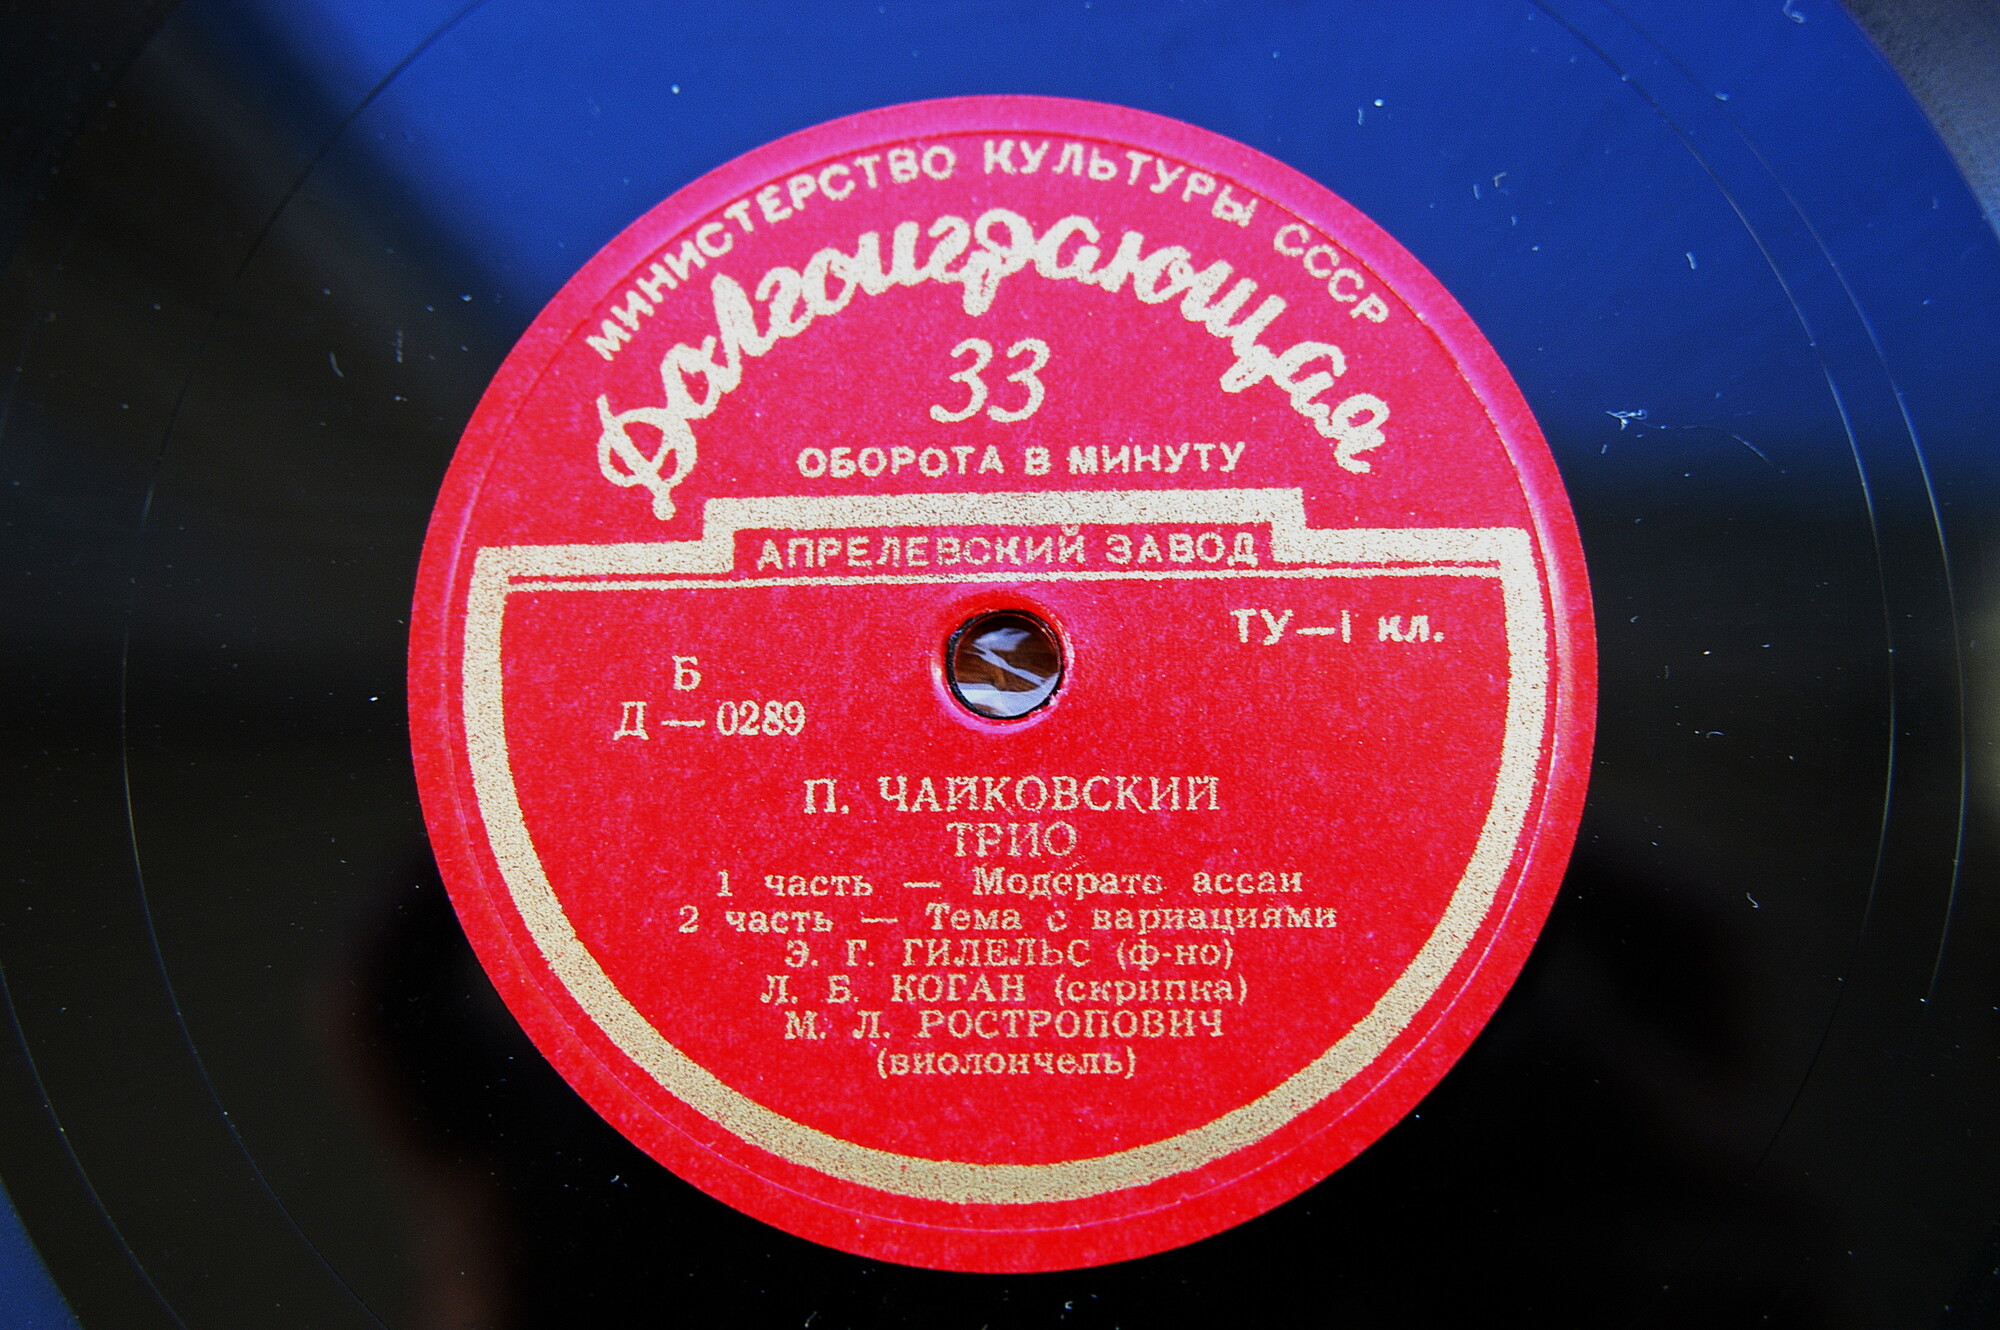 МИНИСТЕРСТВО КУЛЬТУРЫ СССР
Долгоиграющая
33
ОБОРОТА В МИНУТУ
АПРЕЛЕВСКИЙ ЗАВОД
ТУ—I кл.
Б
Д—0289
П. ЧАЙКОВСКИЙ
ТРИО
1 часть — Модерато ассаи
2 часть — Тема с вариациями
Э. Г. ГИЛЕЛЬС (ф-но)
Л. Б. КОГАН (скрипка)
М. Л. РОСТРОПОВИЧ
(виолончель)